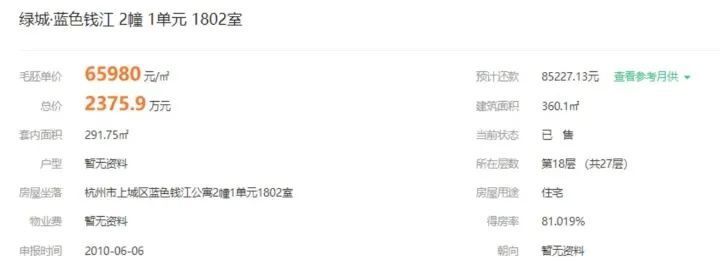 绿城·蓝色钱江 2幢 1单元 1802室
毛胚单价 65980 元/㎡ 预计还款 85227.13元 查看参考月供
总价 2375.9 万元 建筑面积 360.1㎡
套内面积 291.75㎡ 当前状态 已 售
户型 暂无资料 所在层数 第18层 （共27层）
房屋坐落 杭州市上城区蓝色钱江公寓2幢1单元1802室 房屋用途 住宅
物业费 暂无资料 得房率 81.019%
申报时间 2010-06-06 朝向 暂无资料